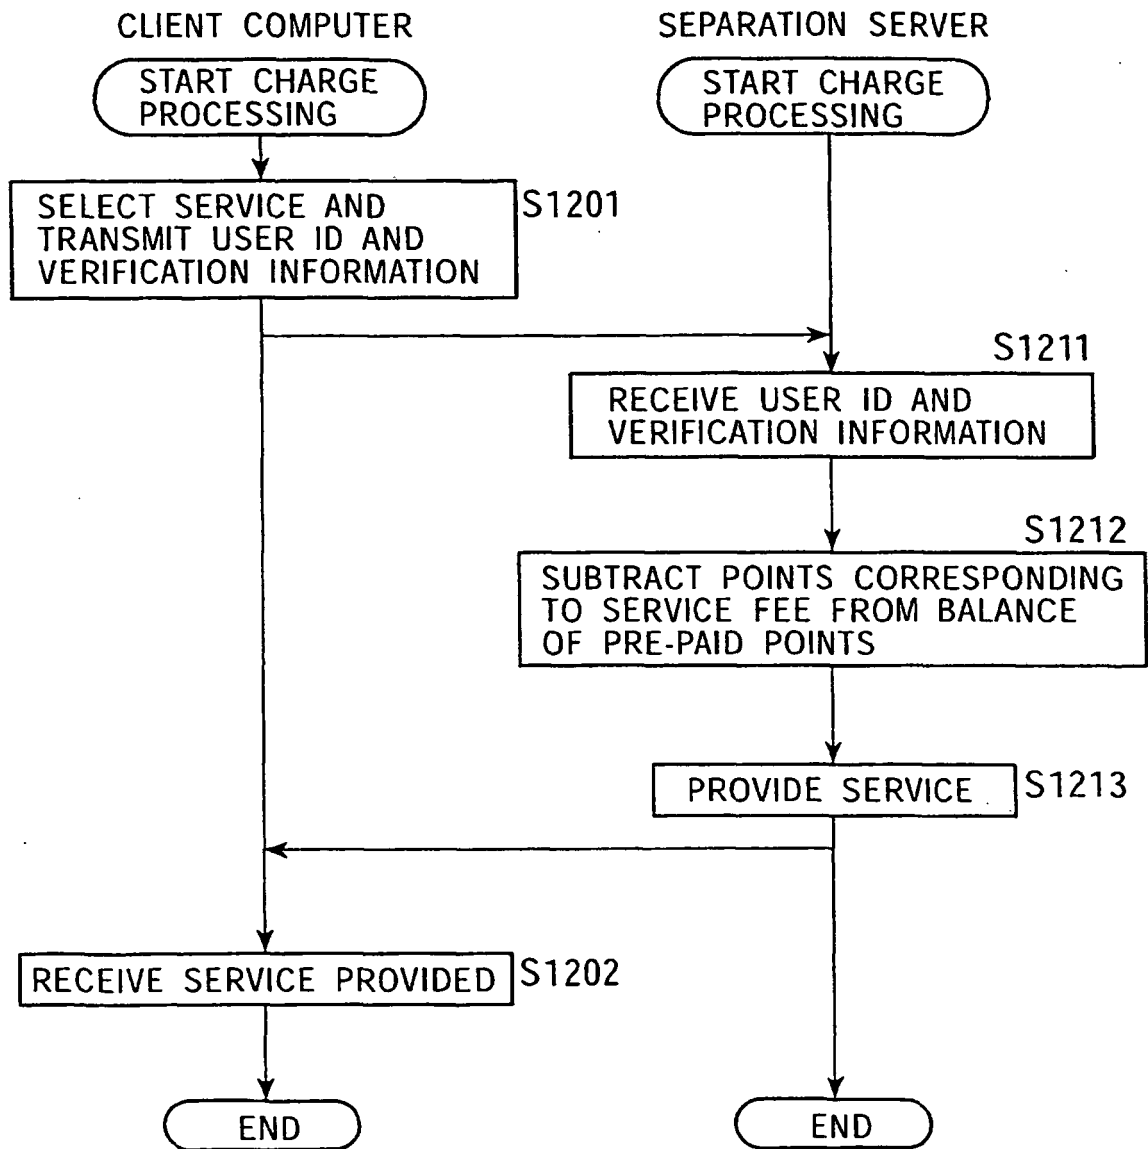 CLIENT COMPUTER
SEPARATION SERVER
START CHARGE
PROCESSING
START CHARGE
PROCESSING
SELECT SERVICE AND
TRANSMIT USER ID AND
VERIFICATION INFORMATION
S1201
S1211
RECEIVE USER ID AND
VERIFICATION INFORMATION
S1212
SUBTRACT POINTS CORRESPONDING
TO SERVICE FEE FROM BALANCE
OF PRE-PAID POINTS
PROVIDE SERVICE
S1213
RECEIVE SERVICE PROVIDED
S1202
END
END